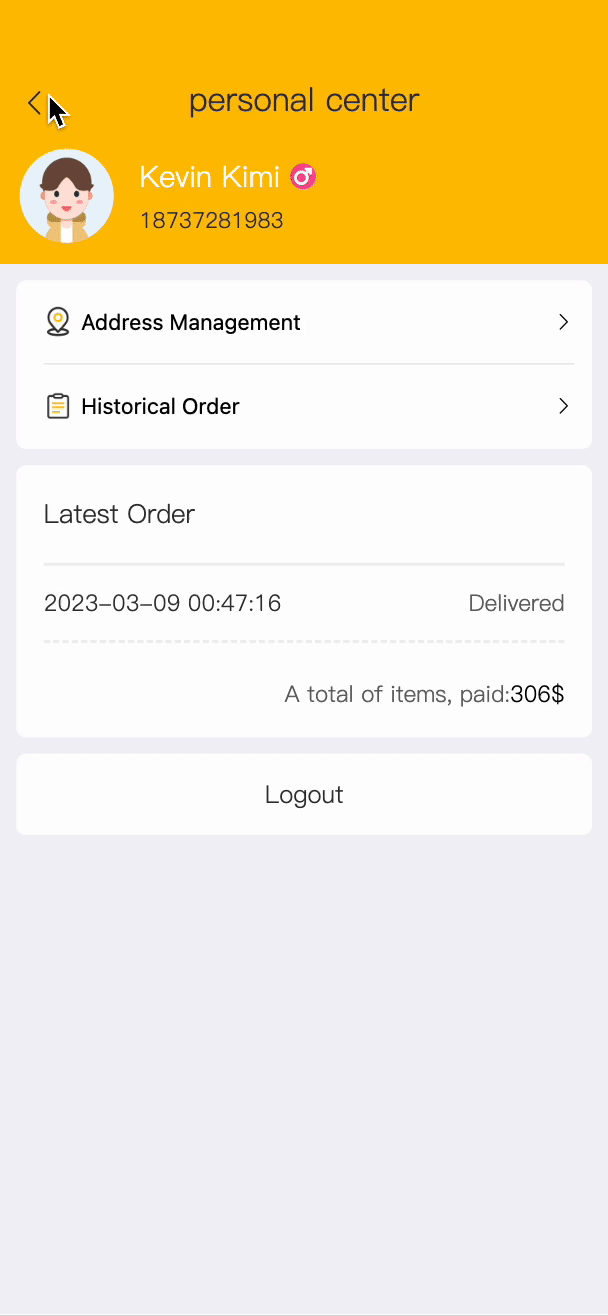 personal center
Kevin Kimi
18737281983
Address Management
Historical Order
Latest Order
2023-03-09 00:47:16 Delivered
A total of items, paid:306$
Logout